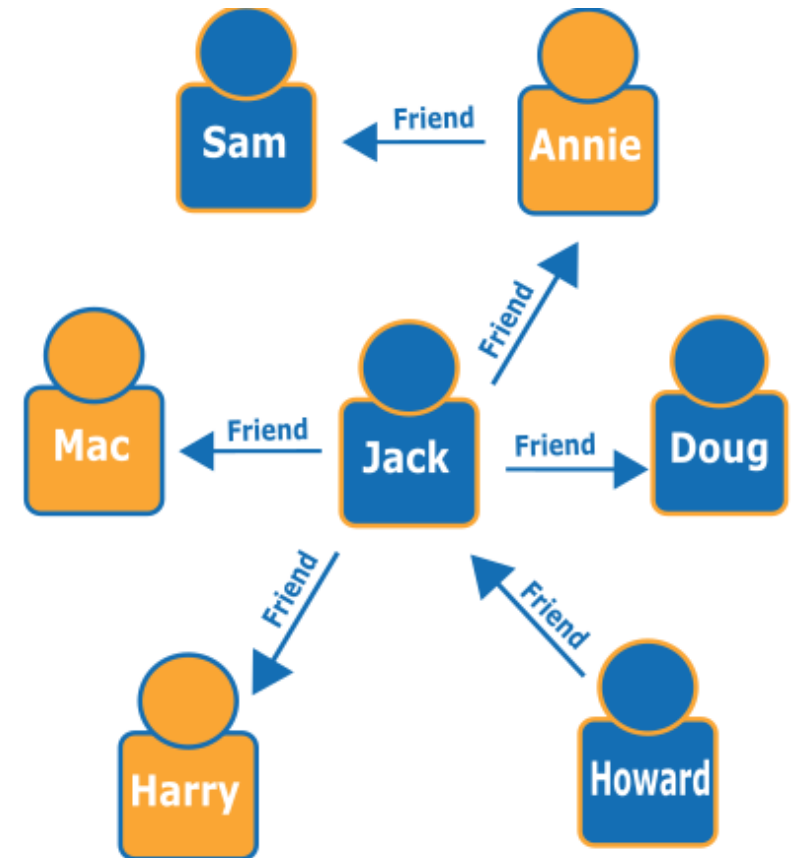 Sam
Friend
Annie
Friend
Mac
Friend
Jack
Friend
Doug
Friend
Friend
Harry
Howard